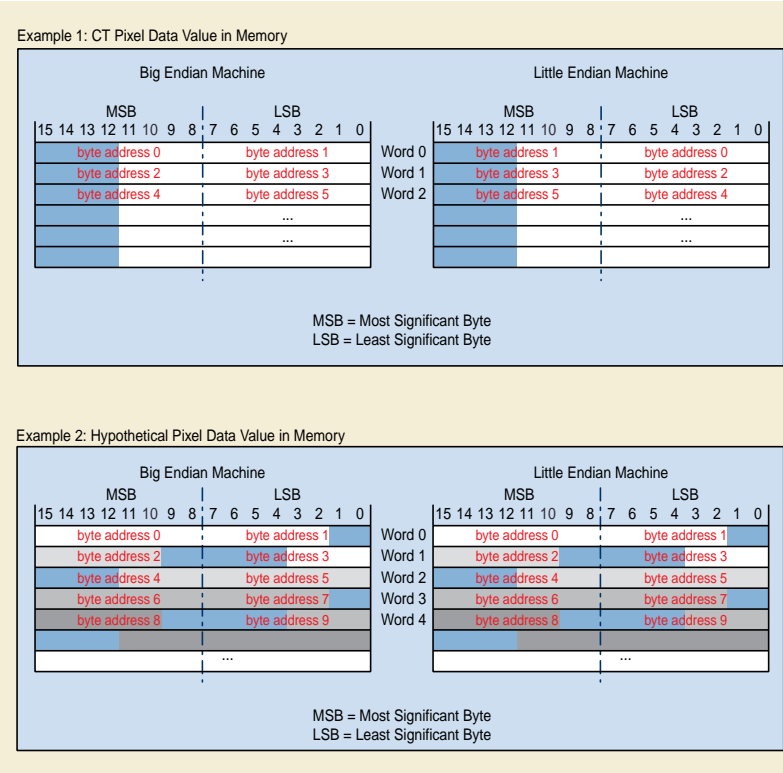 Example 1: CT Pixel Data Value in Memory
Big Endian Machine Little Endian Machine
MSB LSB MSB LSB
15 14 13 12 11 10 9 8 7 6 5 4 3 2 1 0 15 14 13 12 11 10 9 8 7 6 5 4 3 2 1 0
byte address 0 byte address 1 Word 0 byte address 1 byte address 0
byte address 2 byte address 3 Word 1 byte address 3 byte address 2
byte address 4 byte address 5 Word 2 byte address 5 byte address 4
... ...
... ...
MSB = Most Significant Byte
LSB = Least Significant Byte
Example 2: Hypothetical Pixel Data Value in Memory
Big Endian Machine Little Endian Machine
MSB LSB MSB LSB
15 14 13 12 11 10 9 8 7 6 5 4 3 2 1 0 15 14 13 12 11 10 9 8 7 6 5 4 3 2 1 0
byte address 0 byte address 1 Word 0 byte address 0 byte address 1
byte address 2 byte address 3 Word 1 byte address 2 byte address 3
byte address 4 byte address 5 Word 2 byte address 4 byte address 5
byte address 6 byte address 7 Word 3 byte address 6 byte address 7
byte address 8 byte address 9 Word 4 byte address 8 byte address 9
... ...
MSB = Most Significant Byte
LSB = Least Significant Byte